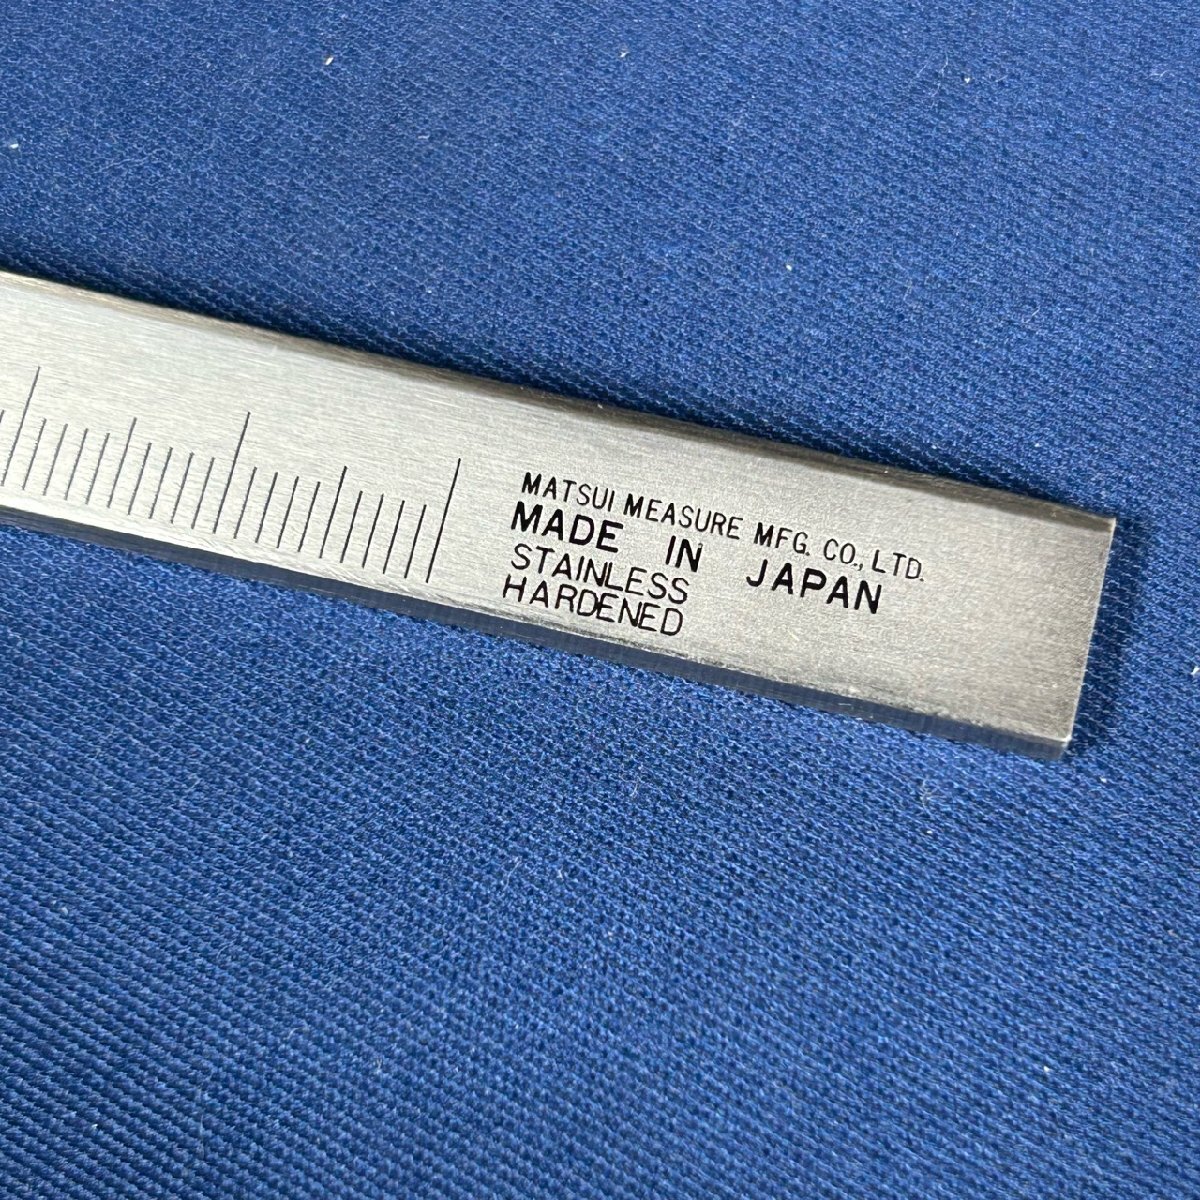 MATSUI MEASURE MFG. CO., LTD.
MADE IN JAPAN
STAINLESS
HARDENED